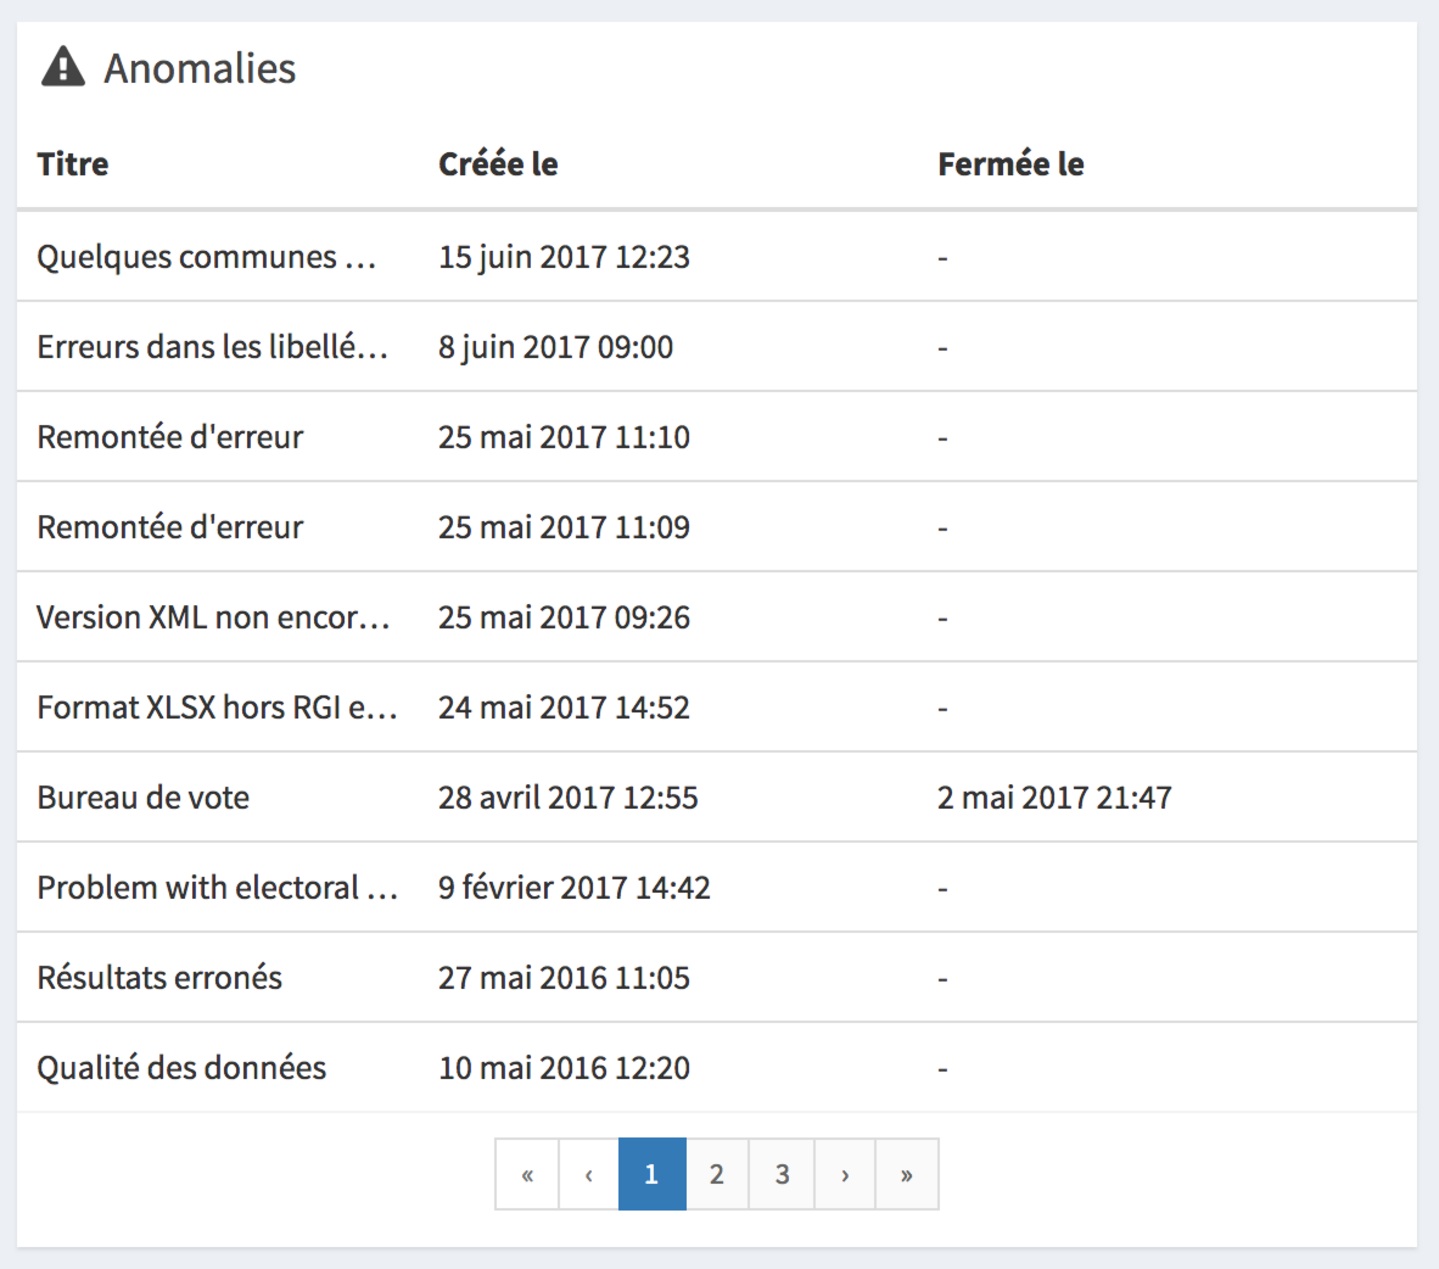 Anomalies
Titre Créée le Fermée le
Quelques communes … 15 juin 2017 12:23 -
Erreurs dans les libellé… 8 juin 2017 09:00 -
Remontée d'erreur 25 mai 2017 11:10 -
Remontée d'erreur 25 mai 2017 11:09 -
Version XML non encor… 25 mai 2017 09:26 -
Format XLSX hors RGI e… 24 mai 2017 14:52 -
Bureau de vote 28 avril 2017 12:55 2 mai 2017 21:47
Problem with electoral … 9 février 2017 14:42 -
Résultats erronés 27 mai 2016 11:05 -
Qualité des données 10 mai 2016 12:20 -
« ‹ 1 2 3 › »